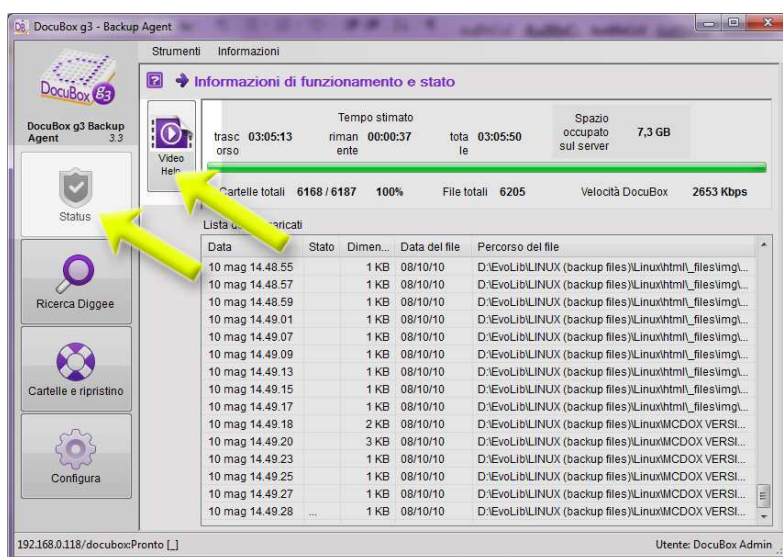 DocuBox g3 - Backup Agent
Strumenti Informazioni
DocuBox g3
DocuBox g3 Backup Agent 3.3
Status
Ricerca Diggee
Cartelle e ripristino
Configura
? Informazioni di funzionamento e stato
Video
Help
Tempo stimato
trasc orso 03:05:13 riman ente 00:00:37 tota le 03:05:50
Spazio occupato sul server 7,3 GB
Cartelle totali 6168 / 6187 100% File totali 6205 Velocità DocuBox 2653 Kbps
Lista
Data Stato Dimen... Data del file Percorso del file
10 mag 14.48.55 1 KB 08/10/10 D:\EvoLib\LINUX (backup files)\Linux\html\_files\img\...
10 mag 14.48.57 1 KB 08/10/10 D:\EvoLib\LINUX (backup files)\Linux\html\_files\img\...
10 mag 14.48.59 1 KB 08/10/10 D:\EvoLib\LINUX (backup files)\Linux\html\_files\img\...
10 mag 14.49.01 1 KB 08/10/10 D:\EvoLib\LINUX (backup files)\Linux\html\_files\img\...
10 mag 14.49.07 1 KB 08/10/10 D:\EvoLib\LINUX (backup files)\Linux\html\_files\img\...
10 mag 14.49.09 1 KB 08/10/10 D:\EvoLib\LINUX (backup files)\Linux\html\_files\img\...
10 mag 14.49.13 1 KB 08/10/10 D:\EvoLib\LINUX (backup files)\Linux\html\_files\img\...
10 mag 14.49.15 1 KB 08/10/10 D:\EvoLib\LINUX (backup files)\Linux\html\_files\img\...
10 mag 14.49.17 1 KB 08/10/10 D:\EvoLib\LINUX (backup files)\Linux\html\_files\img\...
10 mag 14.49.18 2 KB 08/10/10 D:\EvoLib\LINUX (backup files)\Linux\MCDOX VERSI...
10 mag 14.49.20 3 KB 08/10/10 D:\EvoLib\LINUX (backup files)\Linux\MCDOX VERSI...
10 mag 14.49.23 1 KB 08/10/10 D:\EvoLib\LINUX (backup files)\Linux\MCDOX VERSI...
10 mag 14.49.25 1 KB 08/10/10 D:\EvoLib\LINUX (backup files)\Linux\MCDOX VERSI...
10 mag 14.49.27 1 KB 08/10/10 D:\EvoLib\LINUX (backup files)\Linux\MCDOX VERSI...
10 mag 14.49.28 ... 1 KB 08/10/10 D:\EvoLib\LINUX (backup files)\Linux\MCDOX VERSI...
192.168.0.118/docubox:Pronto [_] Utente: DocuBox Admin